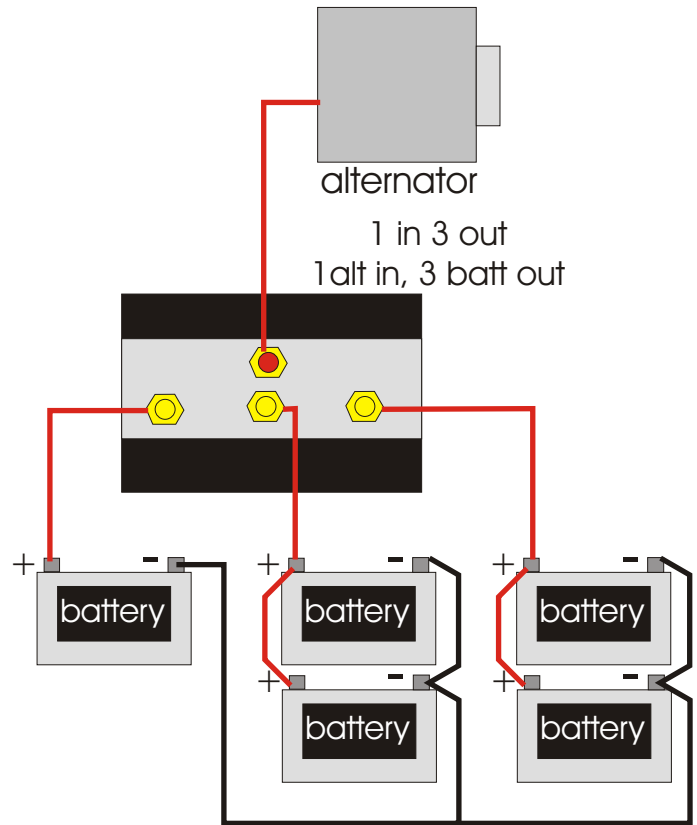 alternator
1 in 3 out
1alt in, 3 batt out
+ - + - + -
battery battery battery
+ - + -
battery battery